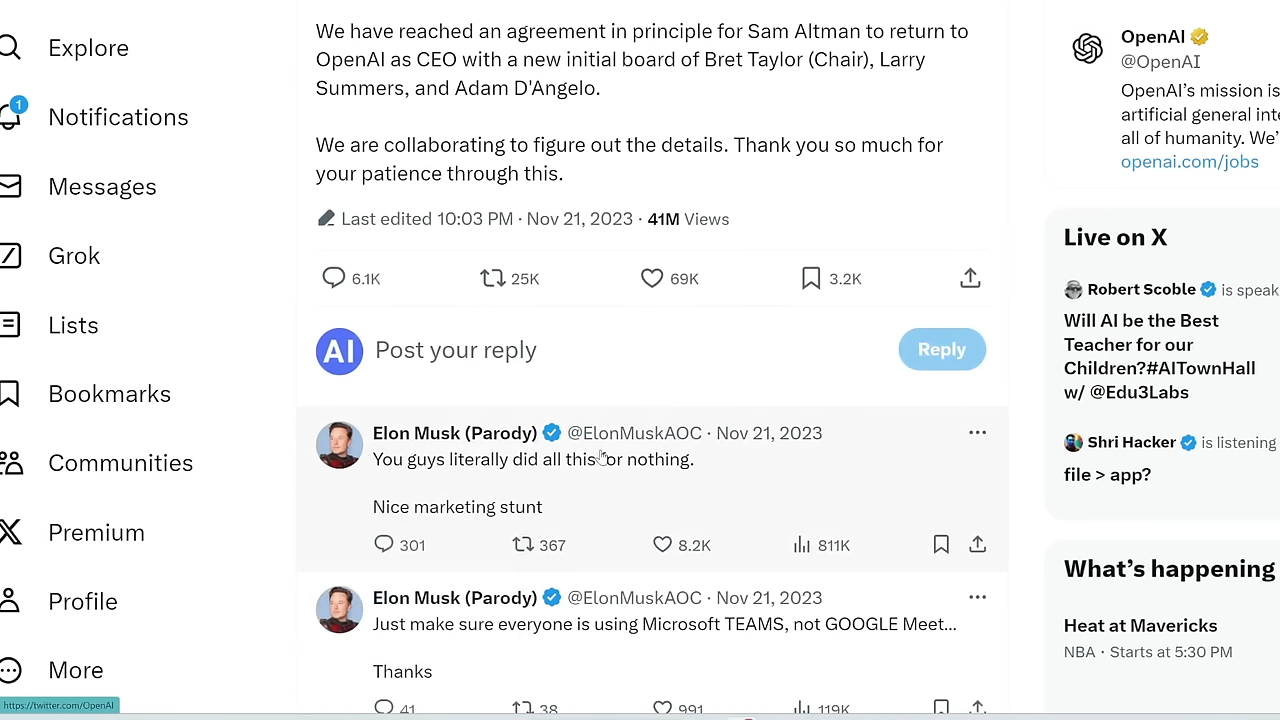 Explore
Notifications
1
Messages
Grok
Lists
Bookmarks
Communities
Premium
Profile
More
https://twitter.com/OpenAI
We have reached an agreement in principle for Sam Altman to return to
OpenAI as CEO with a new initial board of Bret Taylor (Chair), Larry
Summers, and Adam D'Angelo.
We are collaborating to figure out the details. Thank you so much for
your patience through this.
Last edited 10:03 PM · Nov 21, 2023 · 41M Views
6.1K 25K 69K 3.2K
AI Post your reply Reply
Elon Musk (Parody) @ElonMuskAOC · Nov 21, 2023
You guys literally did all this for nothing.
Nice marketing stunt
301 367 8.2K 811K
Elon Musk (Parody) @ElonMuskAOC · Nov 21, 2023
Just make sure everyone is using Microsoft TEAMS, not GOOGLE Meet...
Thanks
41 38 991 119K
OpenAI
@OpenAI
OpenAI's mission is
artificial general inte
all of humanity. We'
openai.com/jobs
Live on X
Robert Scoble is speak
Will AI be the Best
Teacher for our
Children?#AITownHall
w/ @Edu3Labs
Shri Hacker is listening
file > app?
What's happening
Heat at Mavericks
NBA · Starts at 5:30 PM